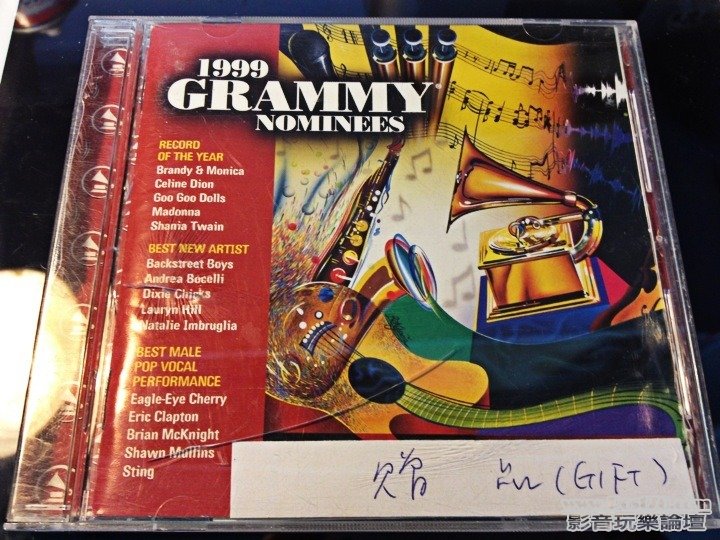 1999
GRAMMY®
NOMINEES
RECORD
OF THE YEAR
Brandy & Monica
Celine Dion
Goo Goo Dolls
Madonna
Shania Twain
BEST NEW ARTIST
Backstreet Boys
Andrea Bocelli
Dixie Chicks
Lauryn Hill
Natalie Imbruglia
BEST MALE
POP VOCAL
PERFORMANCE
Eagle-Eye Cherry
Eric Clapton
Brian McKnight
Shawn Mullins
Sting
贈 品 (GIFT)
影音玩樂論壇